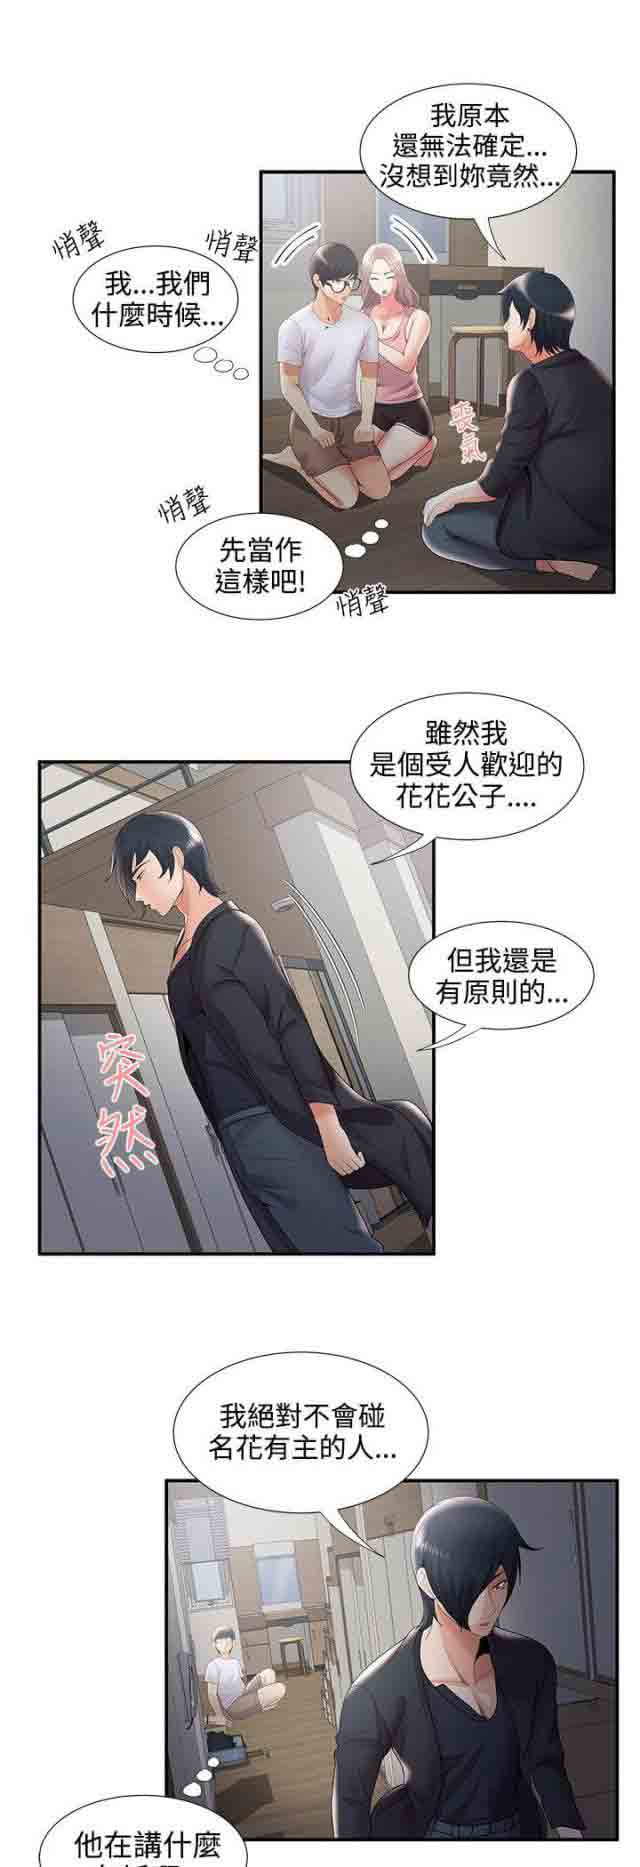 我原本
還無法確定...
沒想到妳竟然...
悄聲
悄聲
我...我們
什麼時候...
喪氣
悄聲
先當作
這樣吧!
悄聲
雖然我
是個受人歡迎的
花花公子....
但我還是
有原則的...
突然
我絕對不會碰
名花有主的人...
他在講什麼